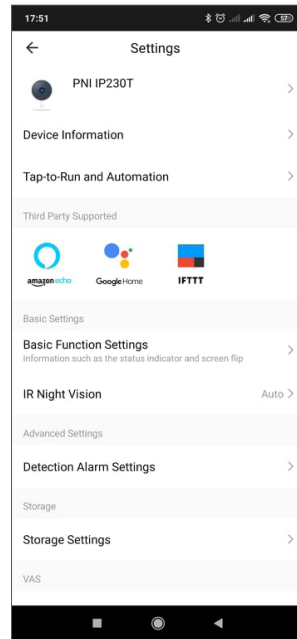 17:51
Settings
PNI IP230T
Device Information
Tap-to-Run and Automation
Third Party Supported
amazon echo Google Home IFTTT
Basic Settings
Basic Function Settings
Information such as the status indicator and screen flip
IR Night Vision Auto
Advanced Settings
Detection Alarm Settings
Storage
Storage Settings
VAS